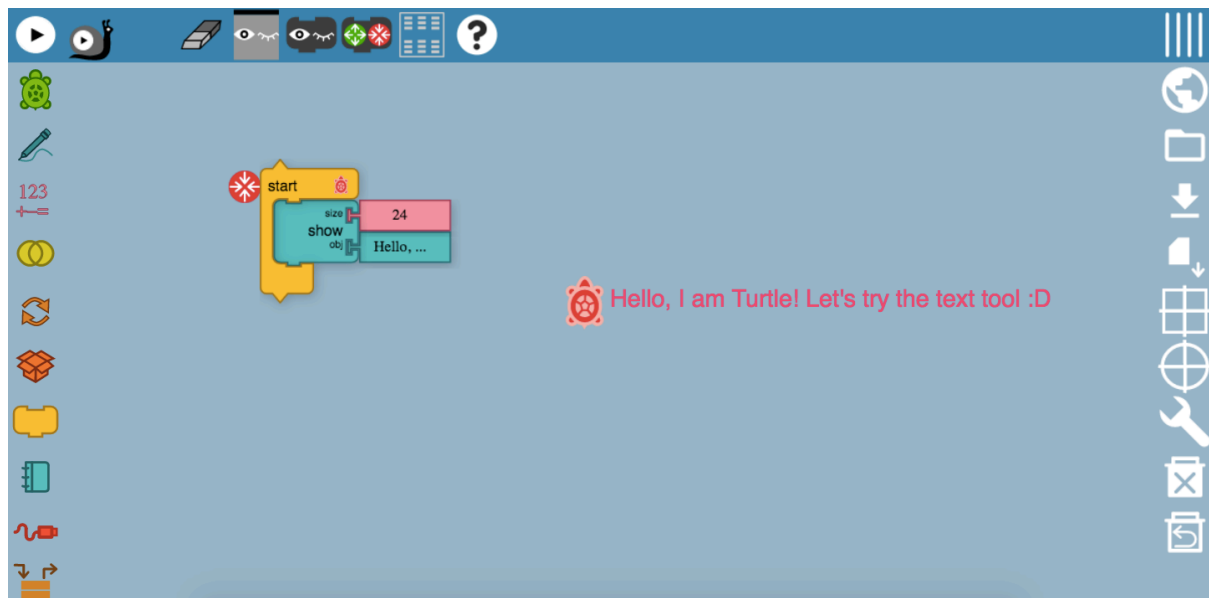 ?
123
start
size
24
show
obj
Hello, ...
Hello, I am Turtle! Let's try the text tool :D